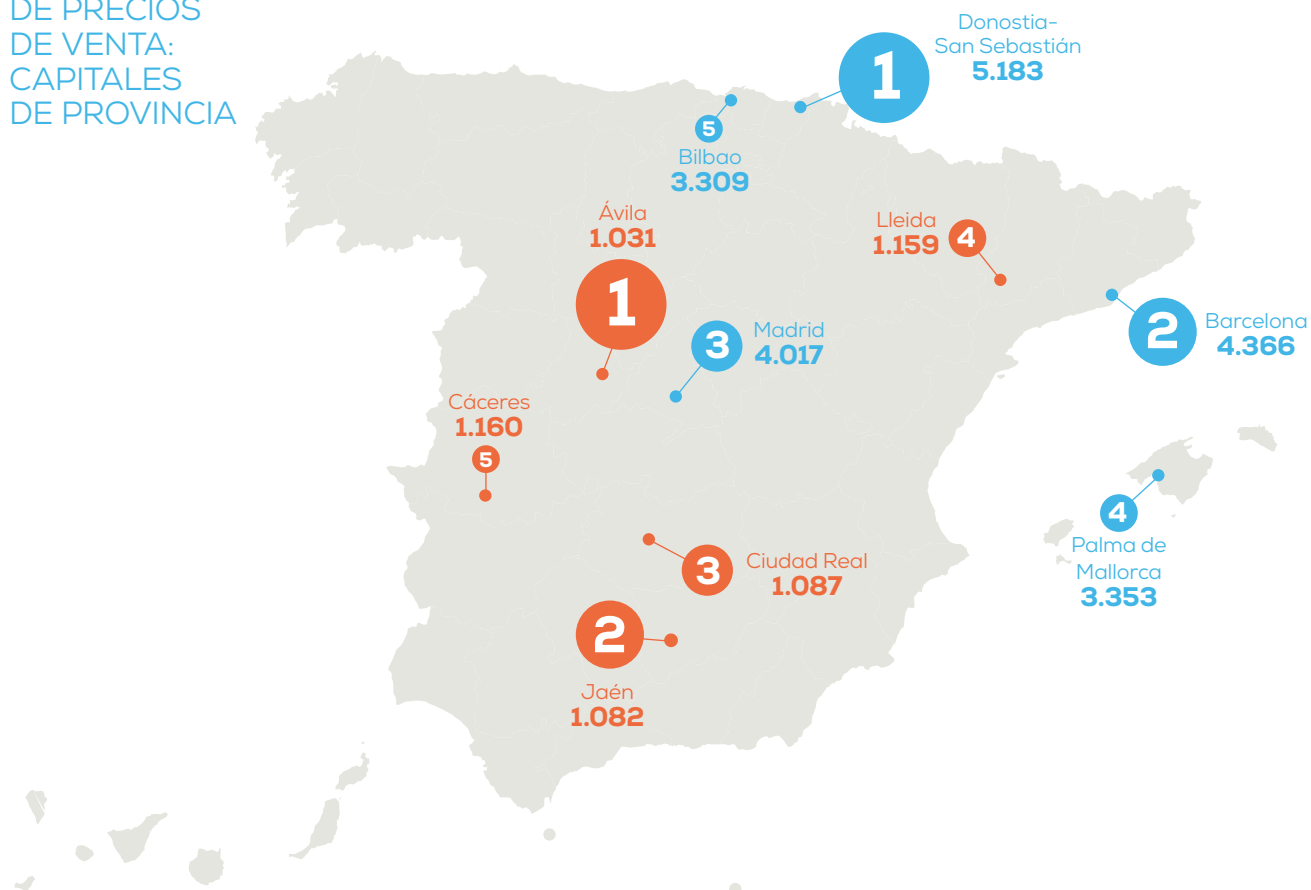 DE PRECIOS
DE VENTA:
CAPITALES
DE PROVINCIA
Donostia-
San Sebastián
5.183
1
5
Bilbao
3.309
Ávila
1.031
1
Lleida
1.159
4
Madrid
4.017
3
Barcelona
4.366
2
Cáceres
1.160
5
4
Palma de
Mallorca
3.353
3
Ciudad Real
1.087
2
Jaén
1.082